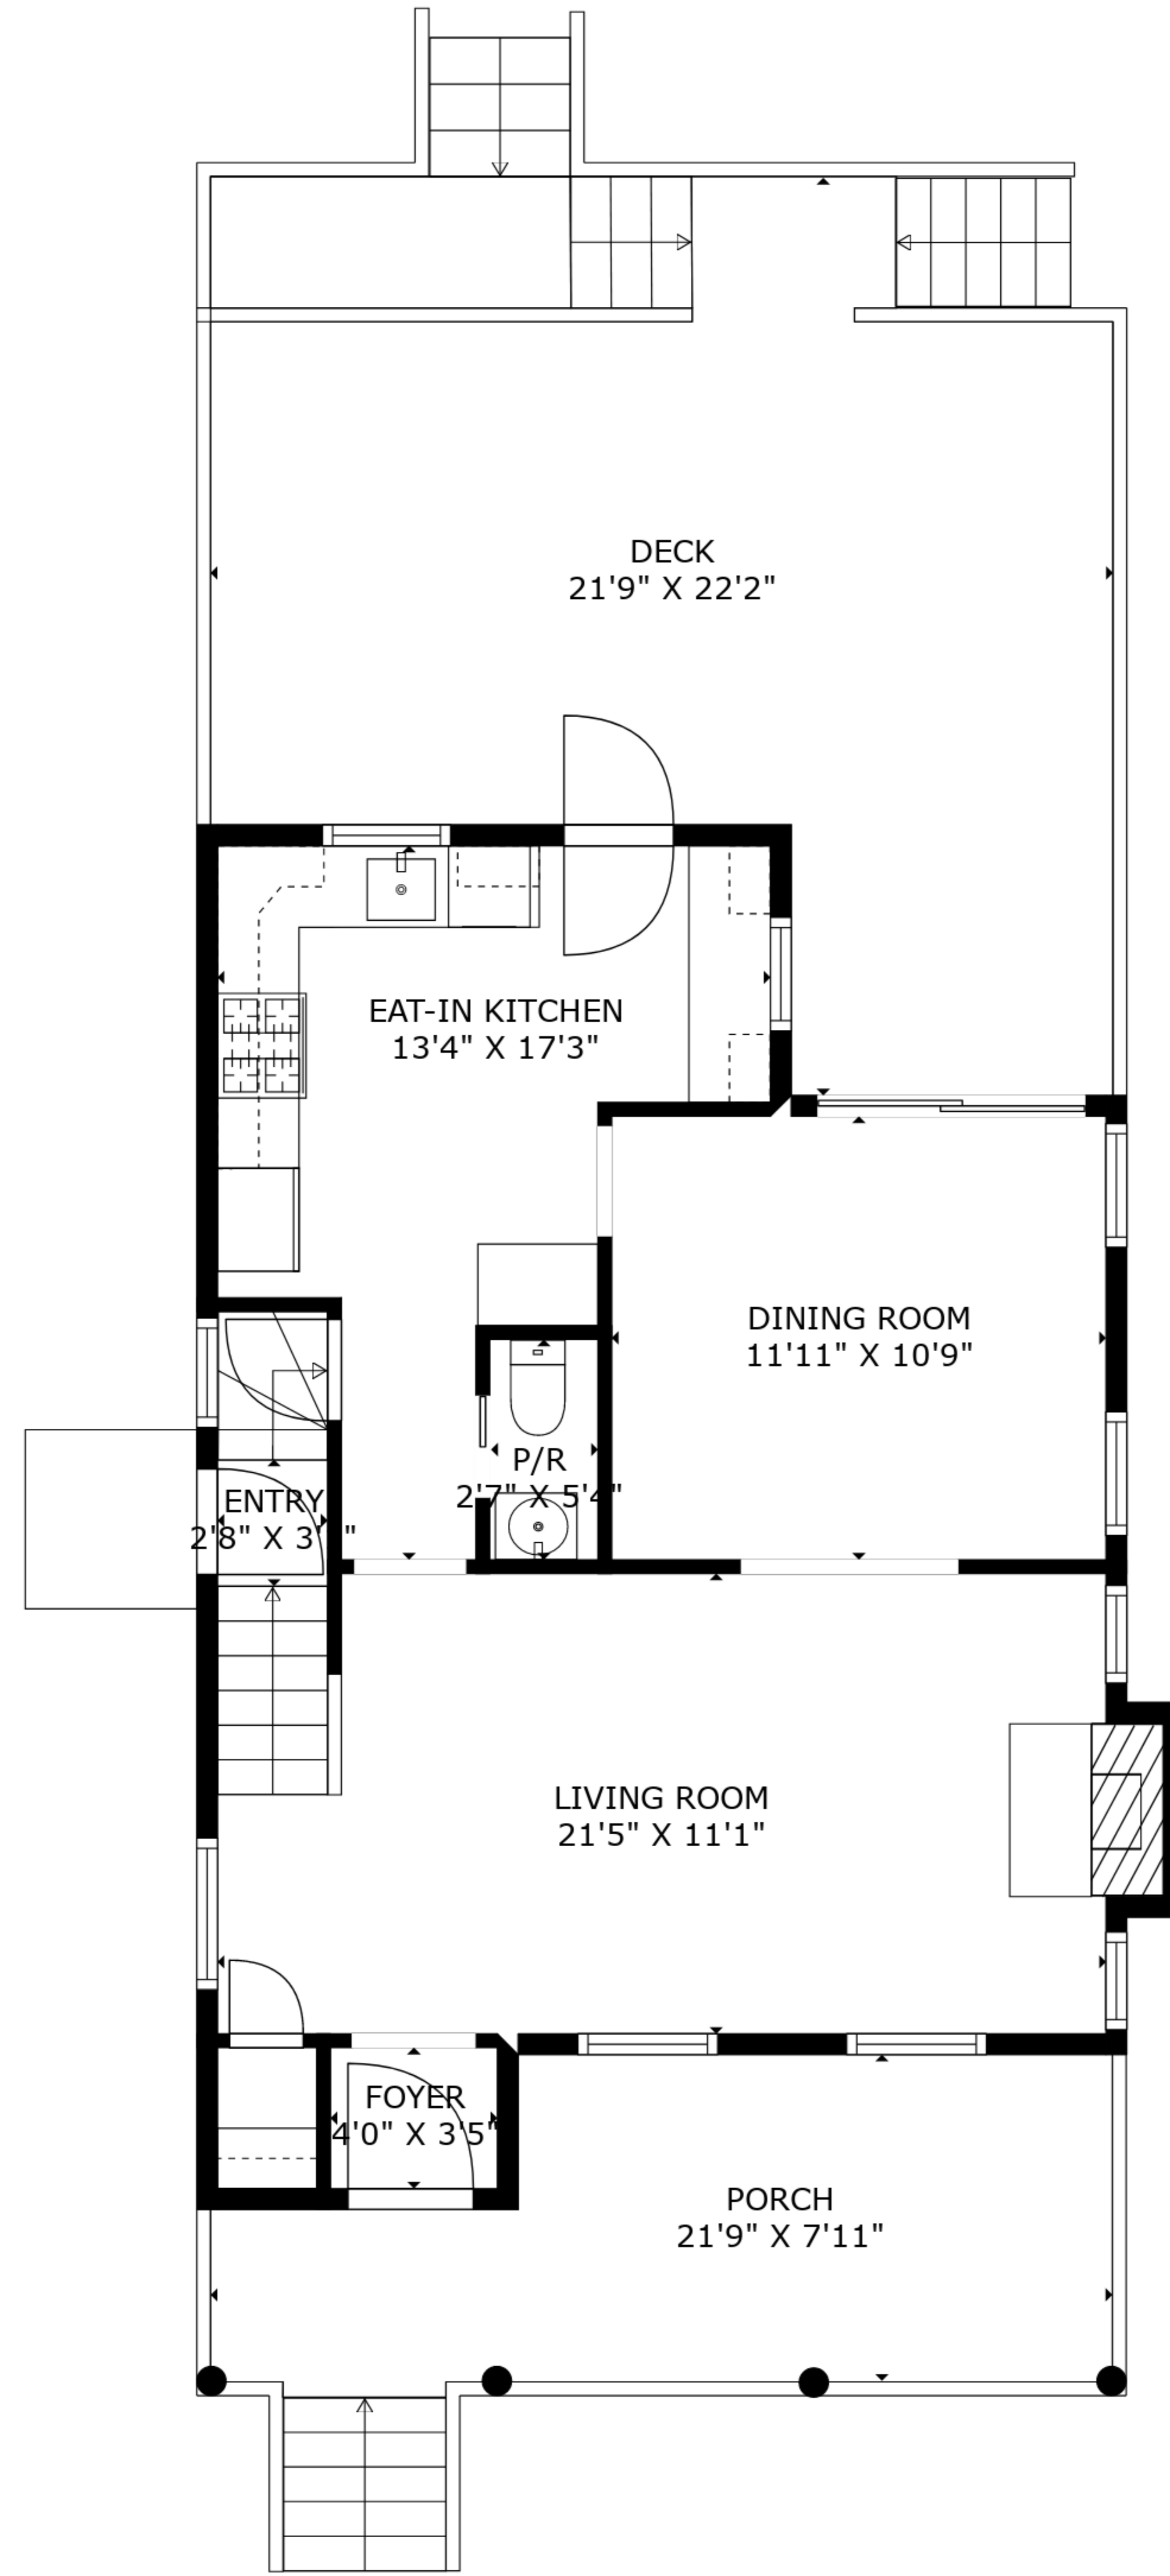 DECK
21'9" X 22'2"
EAT-IN KITCHEN
13'4" X 17'3"
DINING ROOM
11'11" X 10'9"
P/R
2'7" X 5'4"
ENTRY
2'8" X
LIVING ROOM
21'5" X 11'1"
FOYER
4'0" X 3'5"
PORCH
21'9" X 7'11"